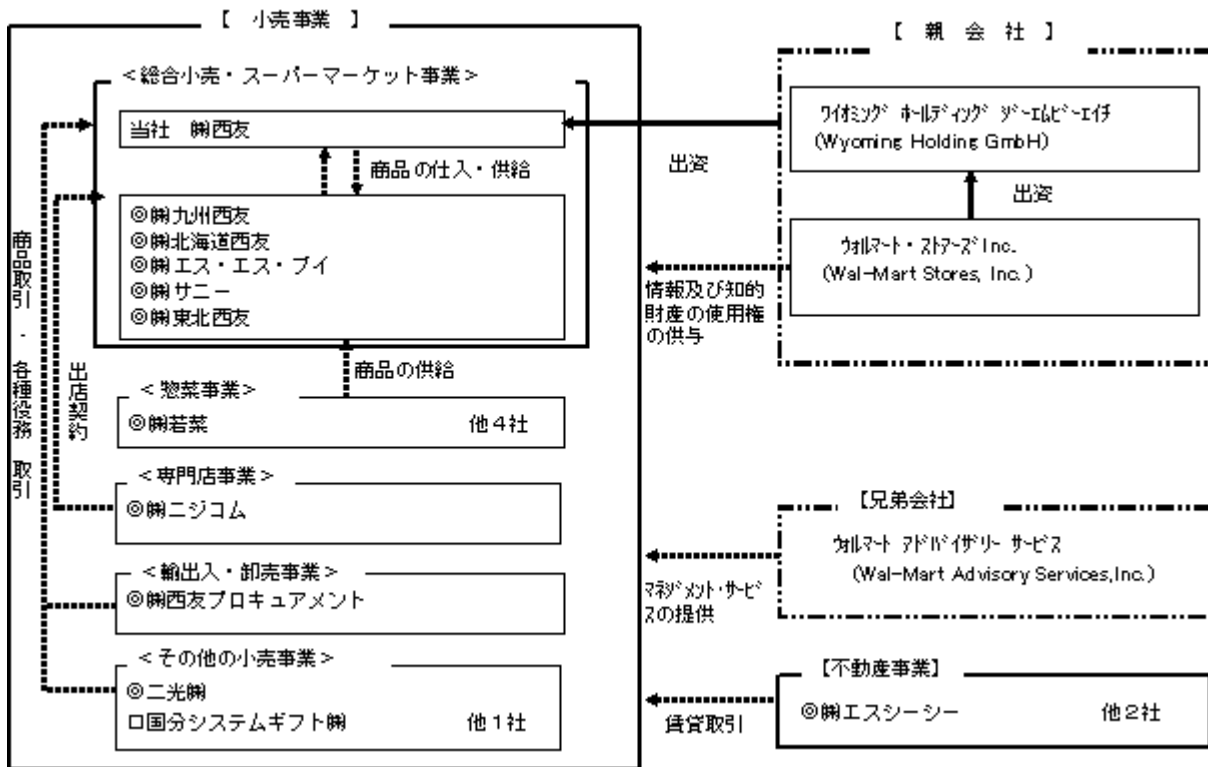 【 小売事業 】
＜総合小売・スーパーマーケット事業＞
当社 ㈱西友
商品の仕入・供給
◎㈱九州西友
◎㈱北海道西友
◎㈱エス・エス・ブイ
◎㈱サニー
◎㈱東北西友
商品の供給
＜惣菜事業＞
◎㈱若菜 他４社
＜専門店事業＞
◎㈱ニジコム
＜輸出入・卸売事業＞
◎㈱西友プロキュアメント
＜その他の小売事業＞
◎二光㈱
□国分システムギフト㈱ 他１社
商品取引・各種役務 取引
出店契約
【 親 会 社 】
ﾜｲｵﾐﾝｸﾞ ﾎｰﾙﾃﾞｨﾝｸﾞ ｼﾞｰｴﾑﾋﾞｰｴｲﾁ
(Wyoming Holding GmbH)
出資
出資
ｳｫﾙﾏｰﾄ・ｽﾄｱｰｽﾞInc.
(Wal-Mart Stores, Inc.)
情報及び知的
財産の使用権
の供与
【兄弟会社】
ｳｫﾙﾏｰﾄ ｱﾄﾞﾊﾞｲｻﾞﾘｰ ｻｰﾋﾞｽ
(Wal-Mart Advisory Services,Inc.)
ﾏﾈｼﾞﾒﾝﾄ･ｻｰﾋﾞ
ｽの提供
【不動産事業】
◎㈱エスシーシー 他２社
賃貸取引